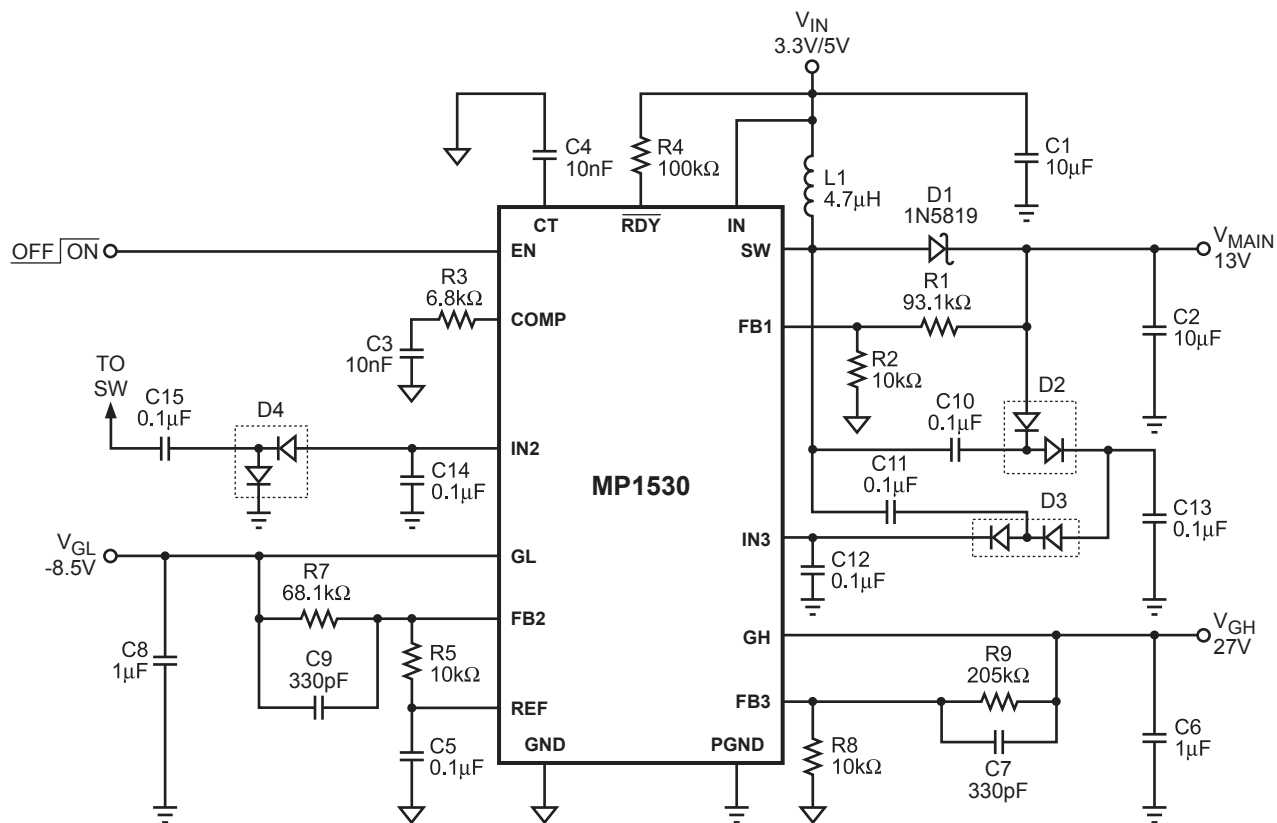 VIN
3.3V/5V
C4
10nF
R4
100kΩ
L1
4.7μH
C1
10μF
D1
1N5819
CT
RDY
IN
OFF ON
EN
SW
VMAIN
13V
R3
6.8kΩ
COMP
R1
93.1kΩ
FB1
C3
10nF
R2
10kΩ
C2
10μF
TO
SW
C15
0.1μF
D4
C10
0.1μF
D2
IN2
C14
0.1μF
MP1530
C11
0.1μF
D3
C13
0.1μF
IN3
C12
0.1μF
VGL
-8.5V
GL
R7
68.1kΩ
FB2
C8
1μF
C9
330pF
R5
10kΩ
GH
VGH
27V
R9
205kΩ
FB3
REF
C5
0.1μF
GND
PGND
R8
10kΩ
C7
330pF
C6
1μF